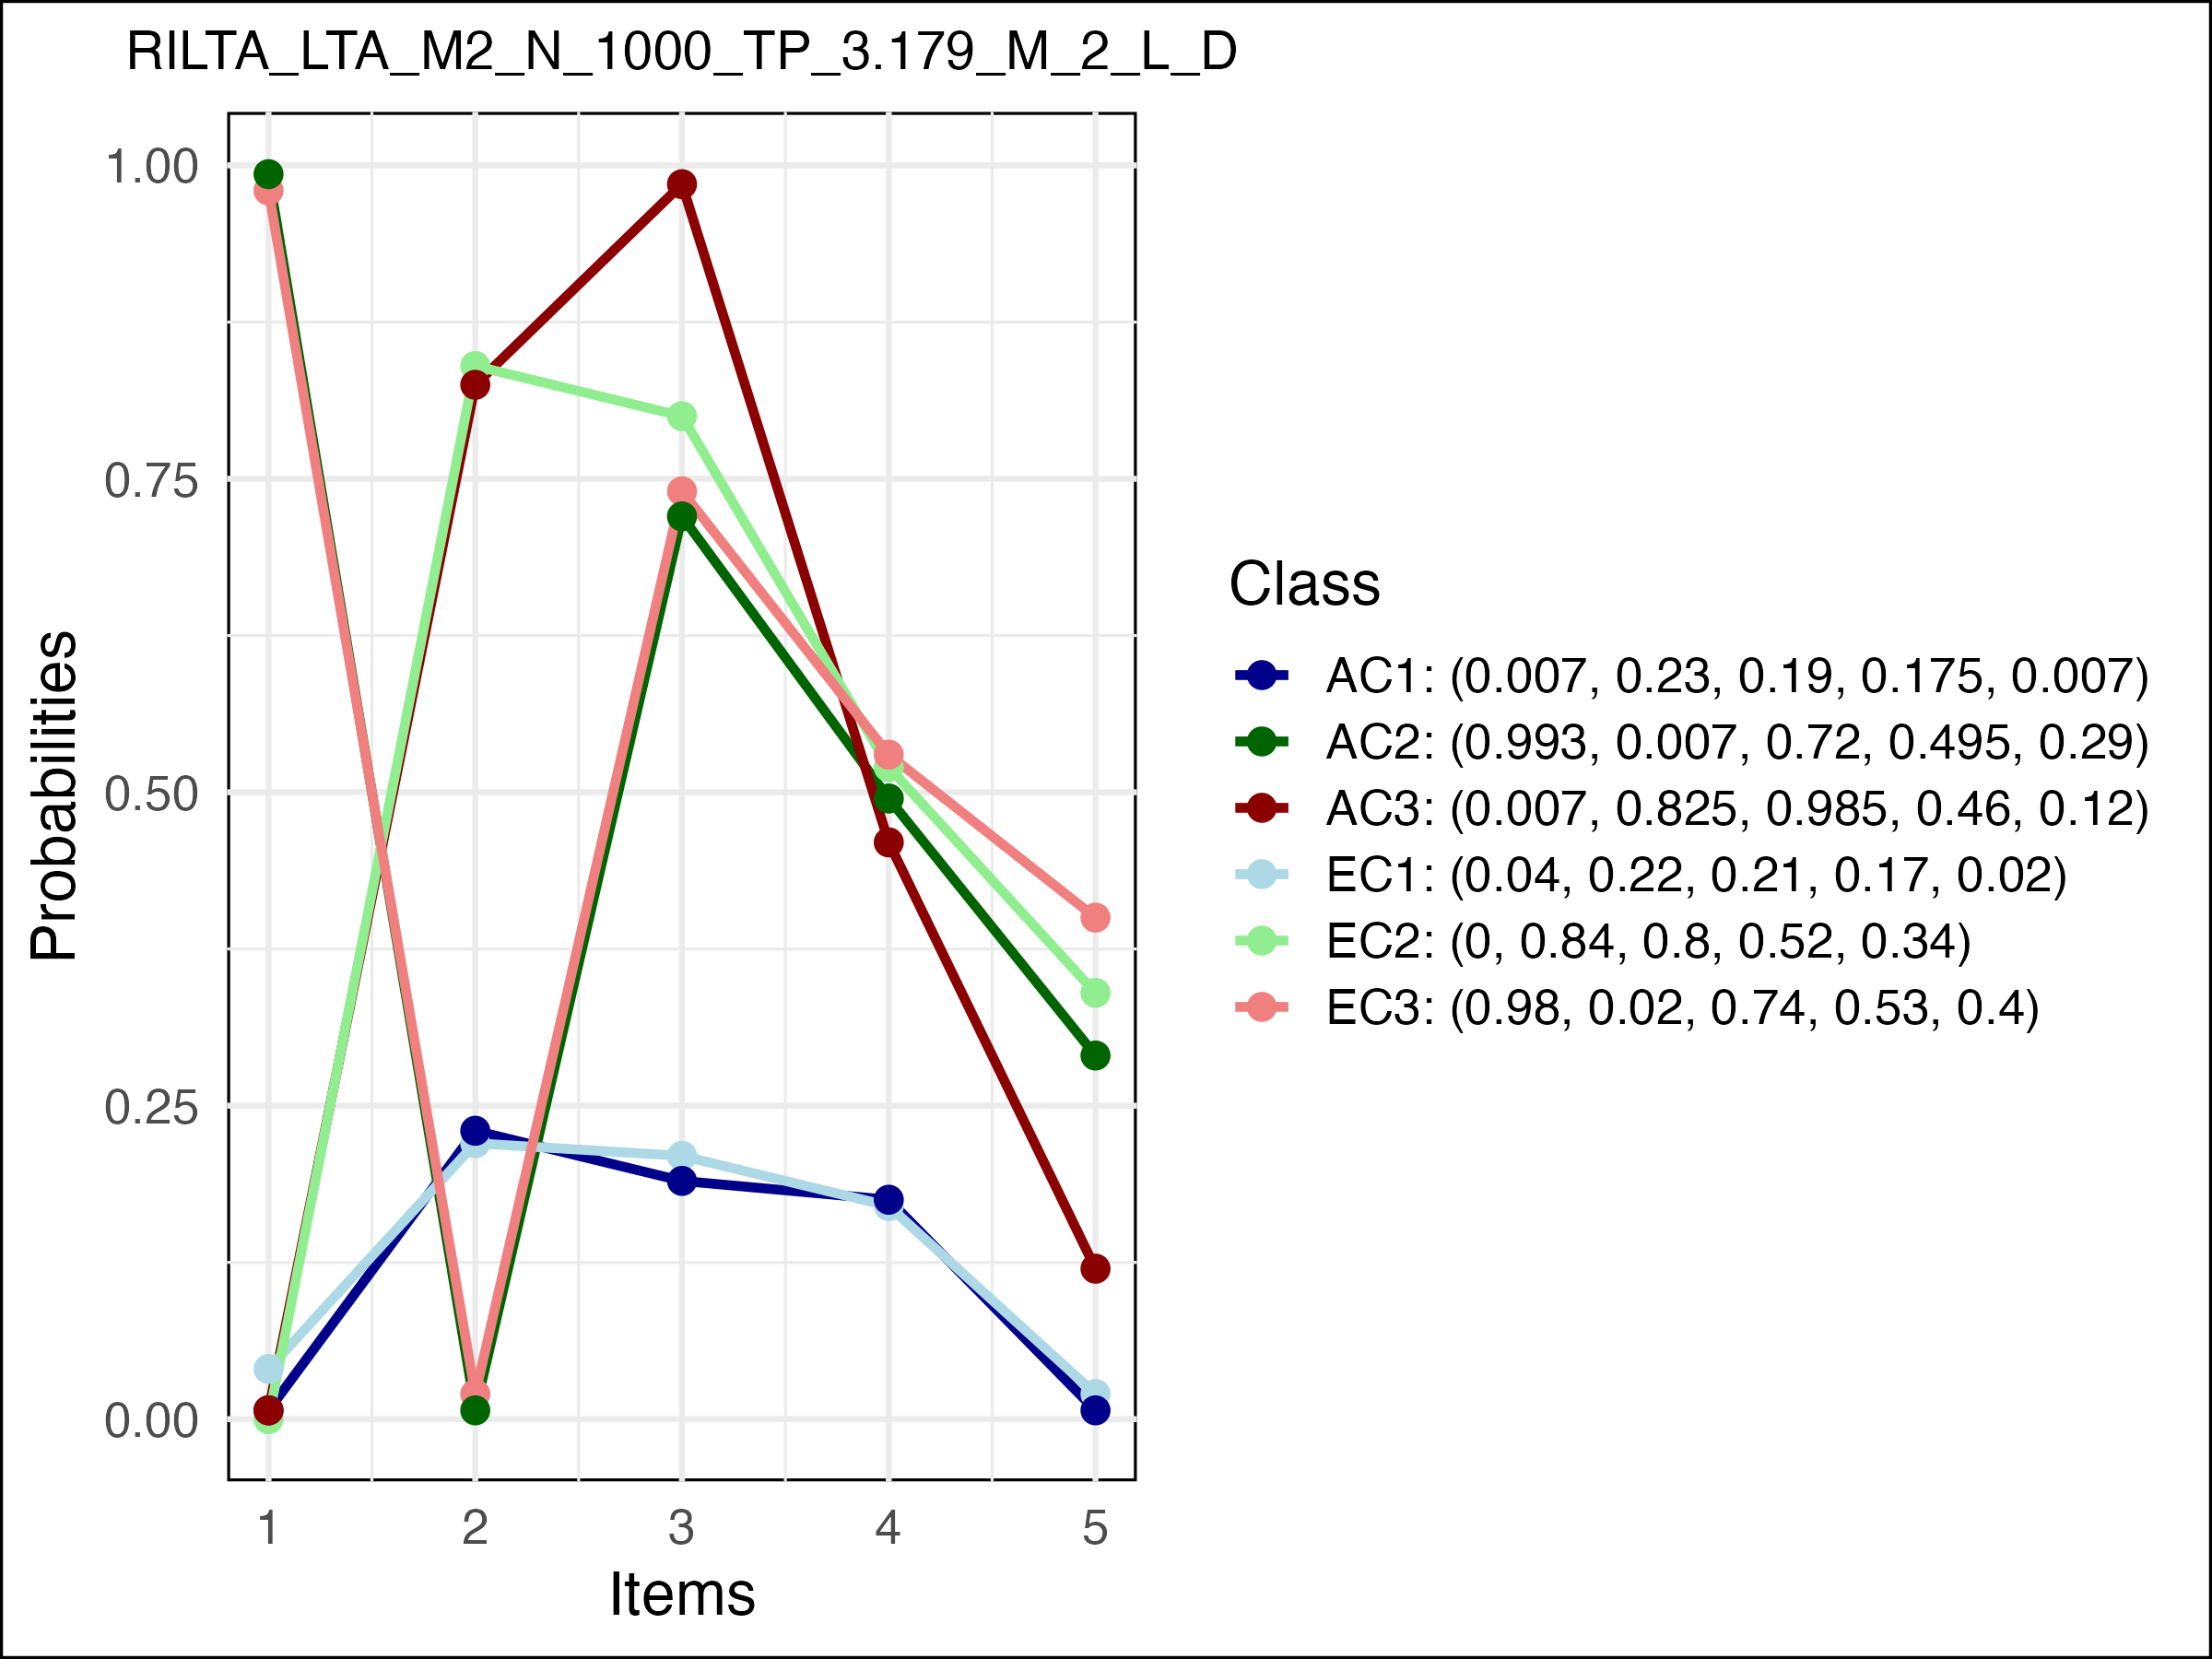 RILTA_LTA_M2_N_1000_TP_3.179_M_2_L_D
1.00
0.75
0.50
0.25
0.00
Probabilities
1 2 3 4 5
Items
Class
AC1: (0.007, 0.23, 0.19, 0.175, 0.007)
AC2: (0.993, 0.007, 0.72, 0.495, 0.29)
AC3: (0.007, 0.825, 0.985, 0.46, 0.12)
EC1: (0.04, 0.22, 0.21, 0.17, 0.02)
EC2: (0, 0.84, 0.8, 0.52, 0.34)
EC3: (0.98, 0.02, 0.74, 0.53, 0.4)